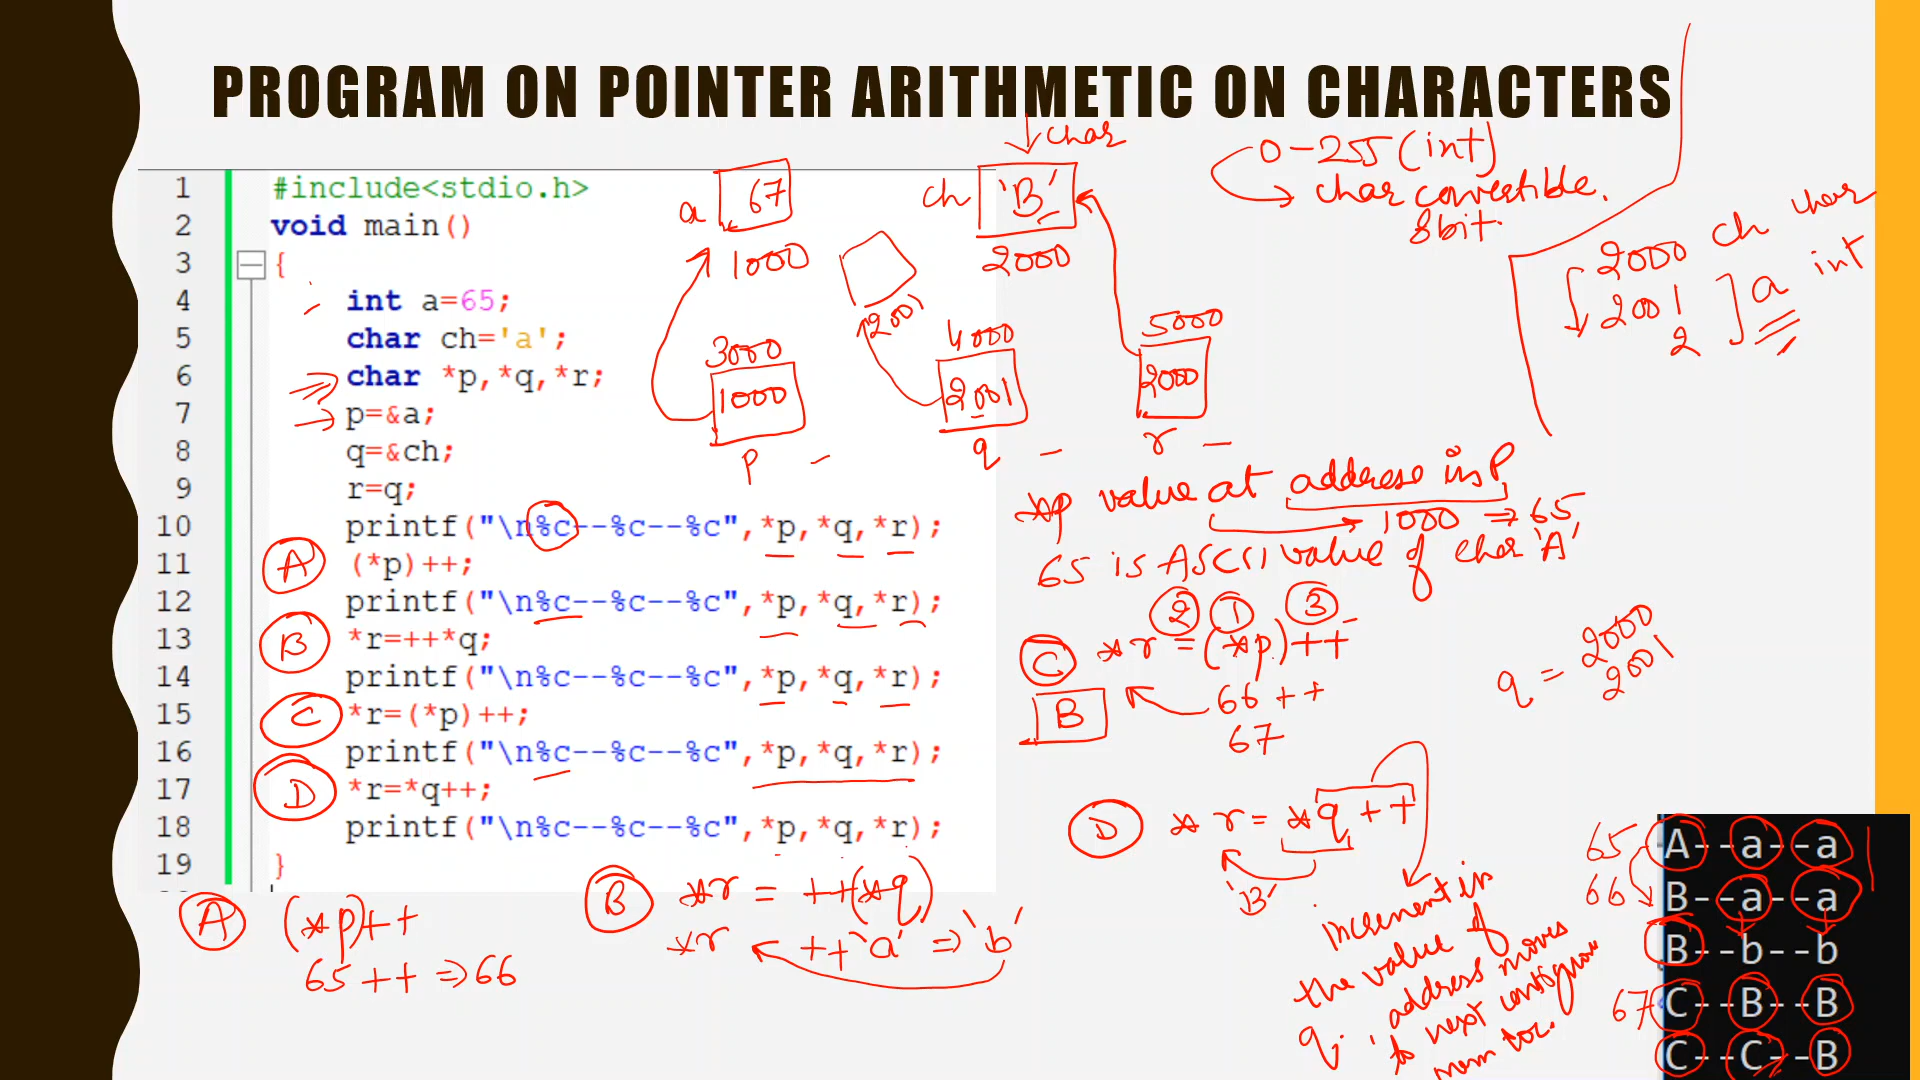 PROGRAM ON POINTER ARITHMETIC ON CHARACTERS
1 #include<stdio.h>
2 void main()
3 {
4 int a=65;
5 char ch='a';
6 char *p,*q,*r;
7 p=&a;
8 q=&ch;
9 r=q;
10 printf("\n%c--%c--%c",*p,*q,*r);
11 (*p)++;
12 printf("\n%c--%c--%c",*p,*q,*r);
13 *r=++*q;
14 printf("\n%c--%c--%c",*p,*q,*r);
15 *r=(*p)++;
16 printf("\n%c--%c--%c",*p,*q,*r);
17 *r=*q++;
18 printf("\n%c--%c--%c",*p,*q,*r);
19 }
A
B
C
D
a 67
1000
char
ch 'B'
2000
2001
3000
1000
p
4000
2001
q
5000
2000
r
0-255 (int)
char convertible.
8bit.
2000 ch char
2001
2
a int
*p value at address in P
1000 => 65
65 is ASCII value of char 'A'
2 1 3
C *r = (*p)++
B 66++
67
q = 2000
2001
D *r = *q++
'B'
increment in
the value of
q. address moves
to next contiguous
mem loc.
A (*p)++
65++ => 66
B *r = ++(*q)
*r ++'a' => 'b'
65 A--a--a
66 B--a--a
B--b--b
67 C--B--B
C--C--B